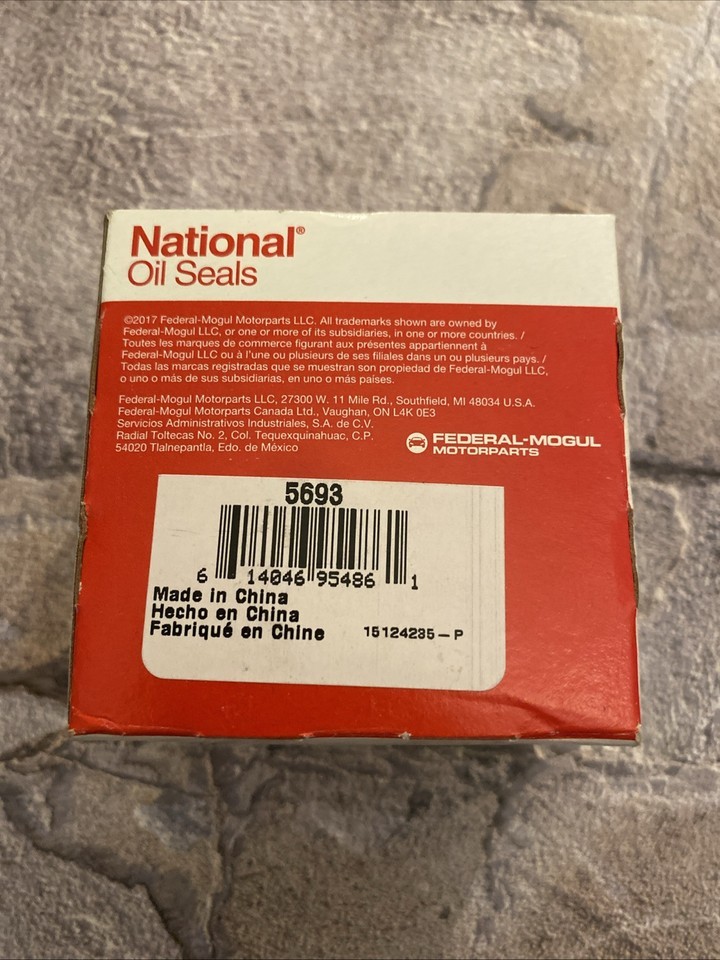 National®
Oil Seals
©2017 Federal-Mogul Motorparts LLC. All trademarks shown are owned by
Federal-Mogul LLC, or one or more of its subsidiaries, in one or more countries. /
Toutes les marques de commerce figurant aux présentes appartiennent à
Federal-Mogul LLC ou à l'une ou plusieurs de ses filiales dans un ou plusieurs pays. /
Todas las marcas registradas que se muestran son propiedad de Federal-Mogul LLC,
o uno o más de sus subsidiarias, en uno o más países.
Federal-Mogul Motorparts LLC, 27300 W. 11 Mile Rd., Southfield, MI 48034 U.S.A.
Federal-Mogul Motorparts Canada Ltd., Vaughan, ON L4K 0E3
Servicios Administrativos Industriales, S.A. de C.V.
Radial Toltecas No. 2, Col. Tequexquinahuac, C.P.
54020 Tlalnepantla, Edo. de México
FEDERAL-MOGUL
MOTORPARTS
5693
6 14046 95486 1
Made in China
Hecho en China
Fabriqué en Chine
15124235-P